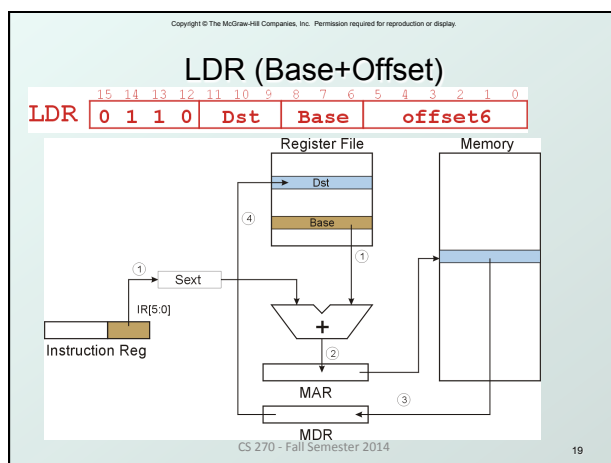 Copyright © The McGraw-Hill Companies, Inc. Permission required for reproduction or display.
LDR (Base+Offset)
15 14 13 12 11 10 9 8 7 6 5 4 3 2 1 0
LDR 0 1 1 0 Dst Base offset6
Register File Memory
Dst
④
Base
① ①
Sext
IR[5:0]
+
Instruction Reg
②
MAR
③
MDR
CS 270 - Fall Semester 2014
19